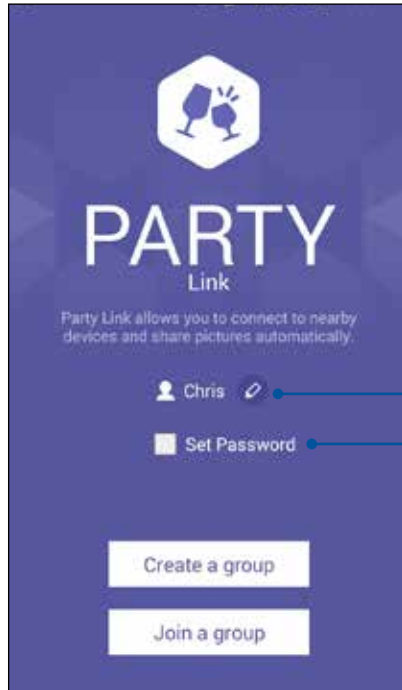 PARTY
Link
Party Link allows you to connect to nearby
devices and share pictures automatically.
Chris
Set Password
Create a group
Join a group